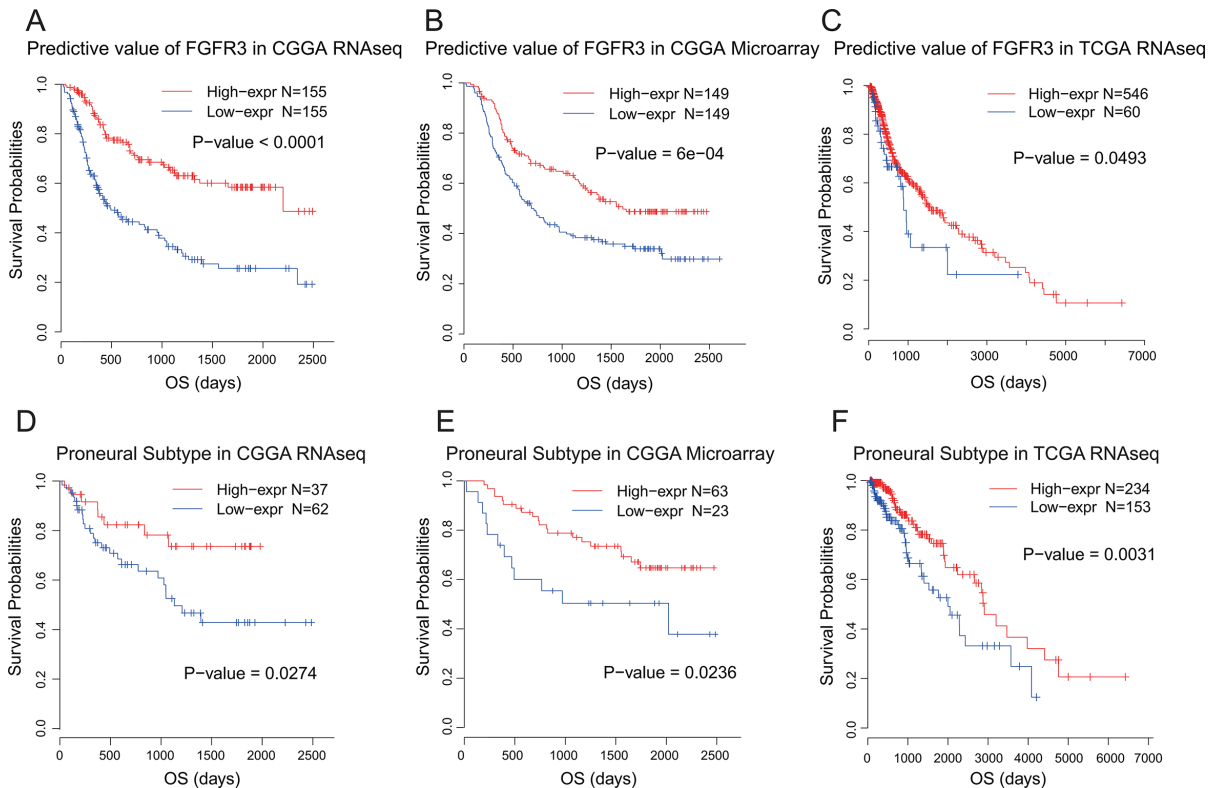 A
Predictive value of FGFR3 in CGGA RNAseq
High-expr N=155
Low-expr N=155
P-value < 0.0001
Survival Probabilities
0.0 0.2 0.4 0.6 0.8 1.0
0 500 1000 1500 2000 2500
OS (days)
B
Predictive value of FGFR3 in CGGA Microarray
High-expr N=149
Low-expr N=149
P-value = 6e-04
Survival Probabilities
0.0 0.2 0.4 0.6 0.8 1.0
0 500 1000 1500 2000 2500
OS (days)
C
Predictive value of FGFR3 in TCGA RNAseq
High-expr N=546
Low-expr N=60
P-value = 0.0493
Survival Probabilities
0.0 0.2 0.4 0.6 0.8 1.0
0 1000 3000 5000 7000
OS (days)
D
Proneural Subtype in CGGA RNAseq
High-expr N=37
Low-expr N=62
P-value = 0.0274
Survival Probabilities
0.0 0.2 0.4 0.6 0.8 1.0
0 500 1000 1500 2000 2500
OS (days)
E
Proneural Subtype in CGGA Microarray
High-expr N=63
Low-expr N=23
P-value = 0.0236
Survival Probabilities
0.0 0.2 0.4 0.6 0.8 1.0
0 500 1000 1500 2000 2500
OS (days)
F
Proneural Subtype in TCGA RNAseq
High-expr N=234
Low-expr N=153
P-value = 0.0031
Survival Probabilities
0.0 0.2 0.4 0.6 0.8 1.0
0 1000 2000 3000 4000 5000 6000 7000
OS (days)